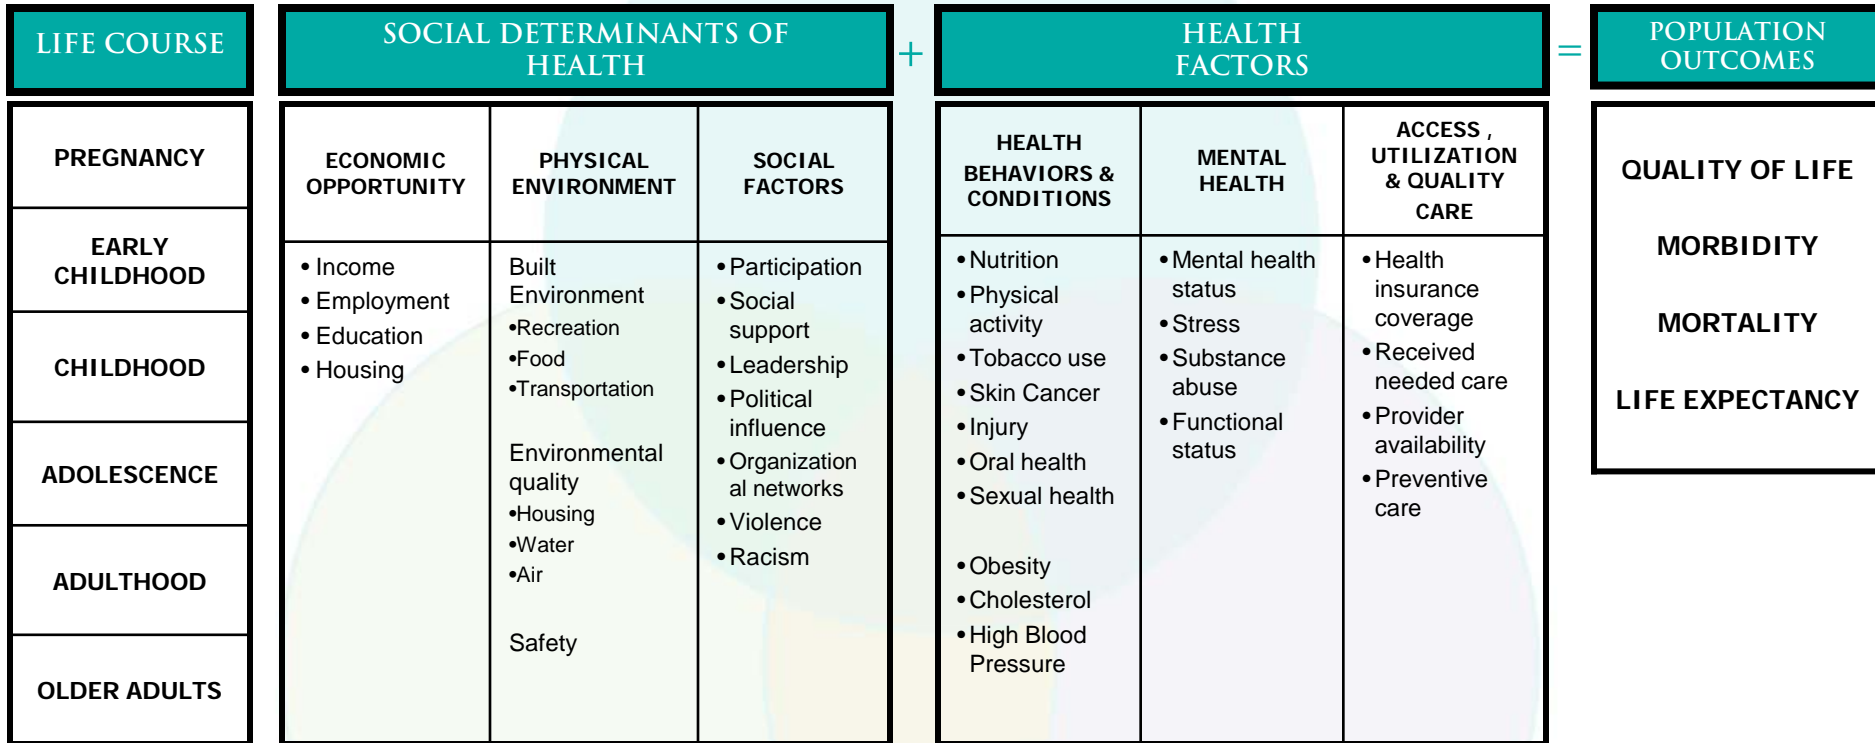 LIFE COURSE
PREGNANCY
EARLY
CHILDHOOD
CHILDHOOD
ADOLESCENCE
ADULTHOOD
OLDER ADULTS
SOCIAL DETERMINANTS OF
HEALTH
ECONOMIC
OPPORTUNITY
• Income
• Employment
• Education
• Housing
PHYSICAL
ENVIRONMENT
Built
Environment
•Recreation
•Food
•Transportation
Environmental
quality
•Housing
•Water
•Air
Safety
SOCIAL
FACTORS
•Participation
•Social
support
•Leadership
•Political
influence
•Organization
al networks
•Violence
•Racism
+
HEALTH
FACTORS
HEALTH
BEHAVIORS &
CONDITIONS
•Nutrition
•Physical
activity
•Tobacco use
•Skin Cancer
•Injury
•Oral health
•Sexual health
•Obesity
•Cholesterol
•High Blood
Pressure
MENTAL
HEALTH
•Mental health
status
•Stress
•Substance
abuse
•Functional
status
ACCESS ,
UTILIZATION
& QUALITY
CARE
•Health
insurance
coverage
•Received
needed care
•Provider
availability
•Preventive
care
=
POPULATION
OUTCOMES
QUALITY OF LIFE
MORBIDITY
MORTALITY
LIFE EXPECTANCY